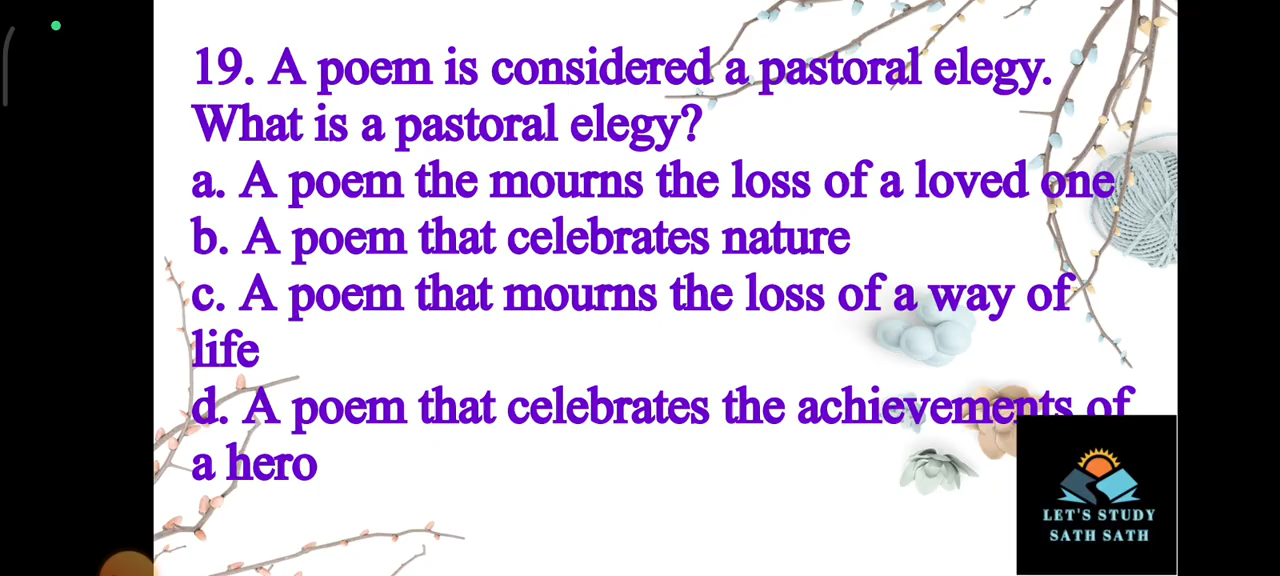 19. A poem is considered a pastoral elegy.
What is a pastoral elegy?
a. A poem the mourns the loss of a loved one
b. A poem that celebrates nature
c. A poem that mourns the loss of a way of
life
d. A poem that celebrates the achievements of
a hero
LET'S STUDY
SATH SATH